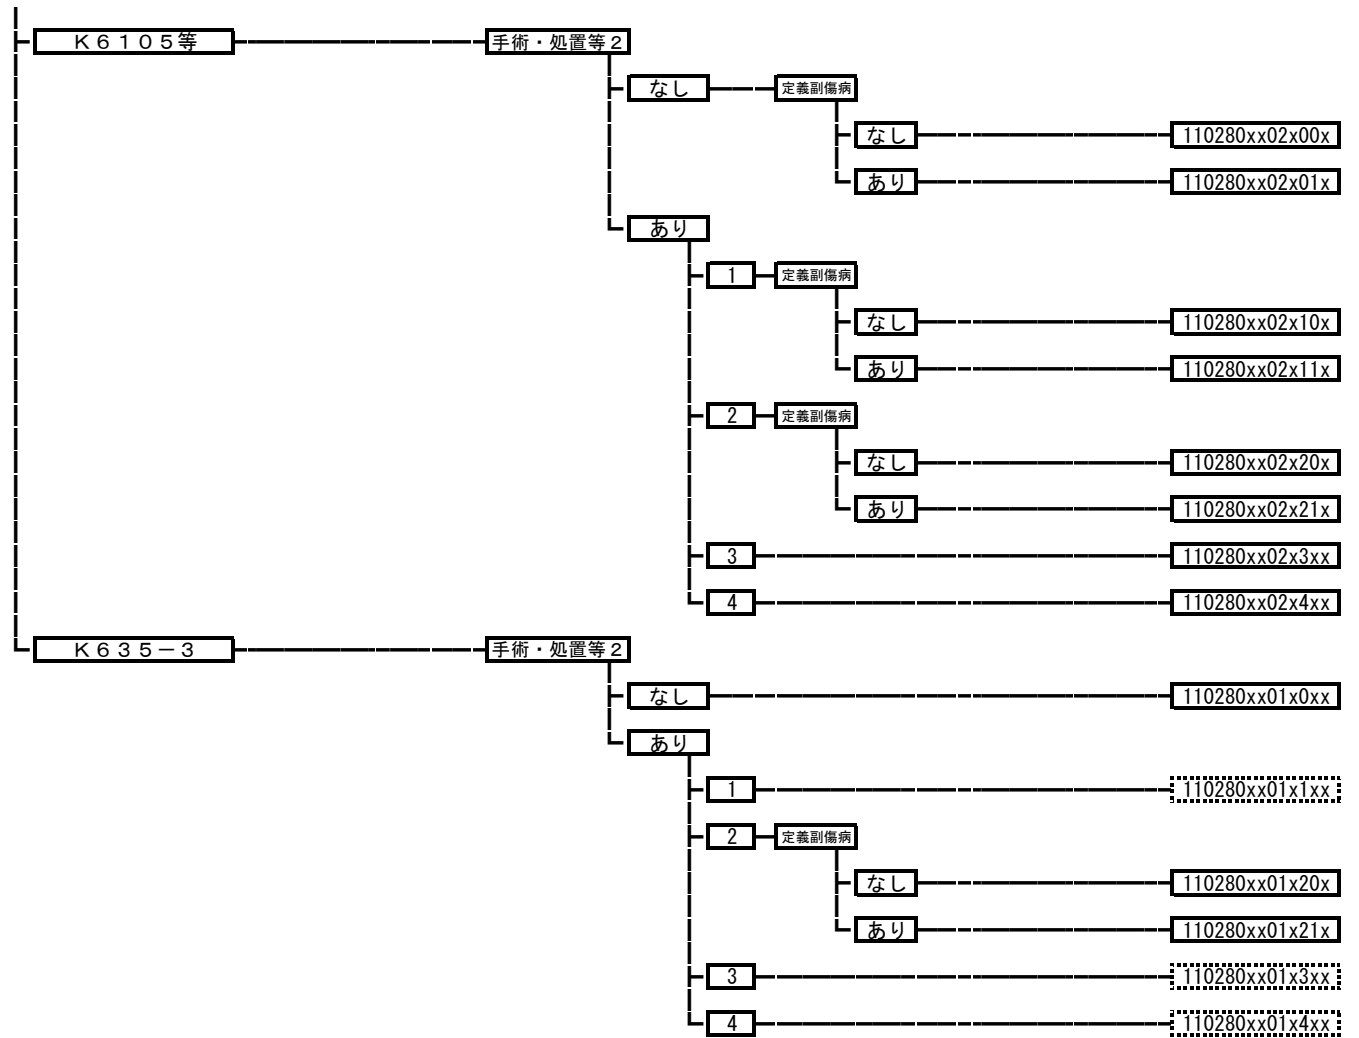 K6105等 手術・処置等2
なし 定義副傷病
なし 110280xx02x00x
あり 110280xx02x01x
あり
1 定義副傷病
なし 110280xx02x10x
あり 110280xx02x11x
2 定義副傷病
なし 110280xx02x20x
あり 110280xx02x21x
3 110280xx02x3xx
4 110280xx02x4xx
K635-3 手術・処置等2
なし 110280xx01x0xx
あり
1 110280xx01x1xx
2 定義副傷病
なし 110280xx01x20x
あり 110280xx01x21x
3 110280xx01x3xx
4 110280xx01x4xx